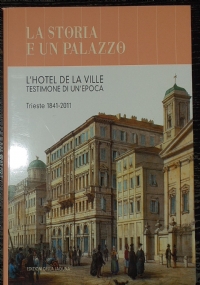 LA STORIA
E UN PALAZZO
L'HOTEL DE LA VILLE
TESTIMONE DI UN'EPOCA
Trieste 1841-2011